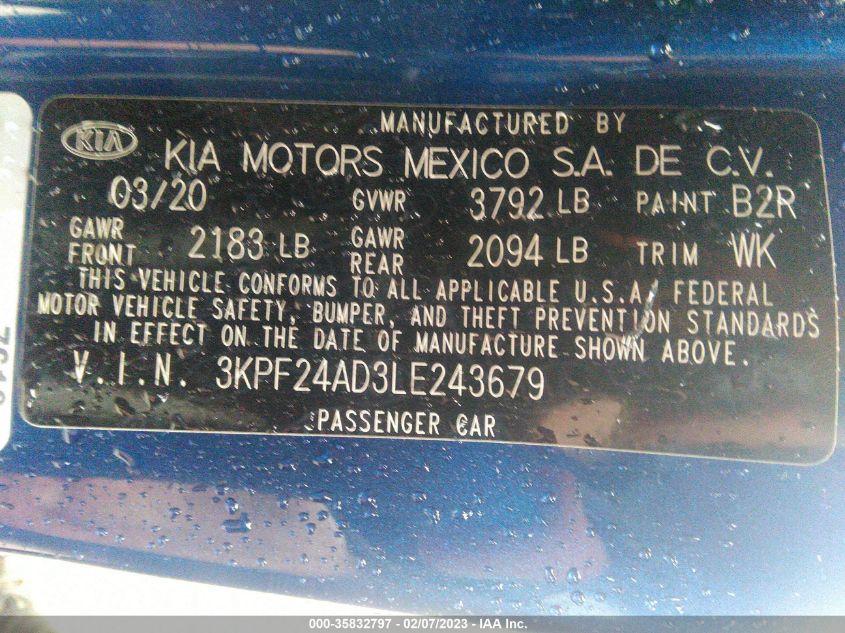 MANUFACTURED BY
KIA KIA MOTORS MEXICO S.A. DE C.V.
03/20 GVWR 3792 LB PAINT B2R
GAWR FRONT 2183 LB GAWR REAR 2094 LB TRIM WK
THIS VEHICLE CONFORMS TO ALL APPLICABLE U.S.A. FEDERAL
MOTOR VEHICLE SAFETY, BUMPER, AND THEFT PREVENTION STANDARDS
IN EFFECT ON THE DATE OF MANUFACTURE SHOWN ABOVE.
V.I.N. 3KPF24AD3LE243679
PASSENGER CAR
000-35832797 - 02/07/2023 - IAA Inc.